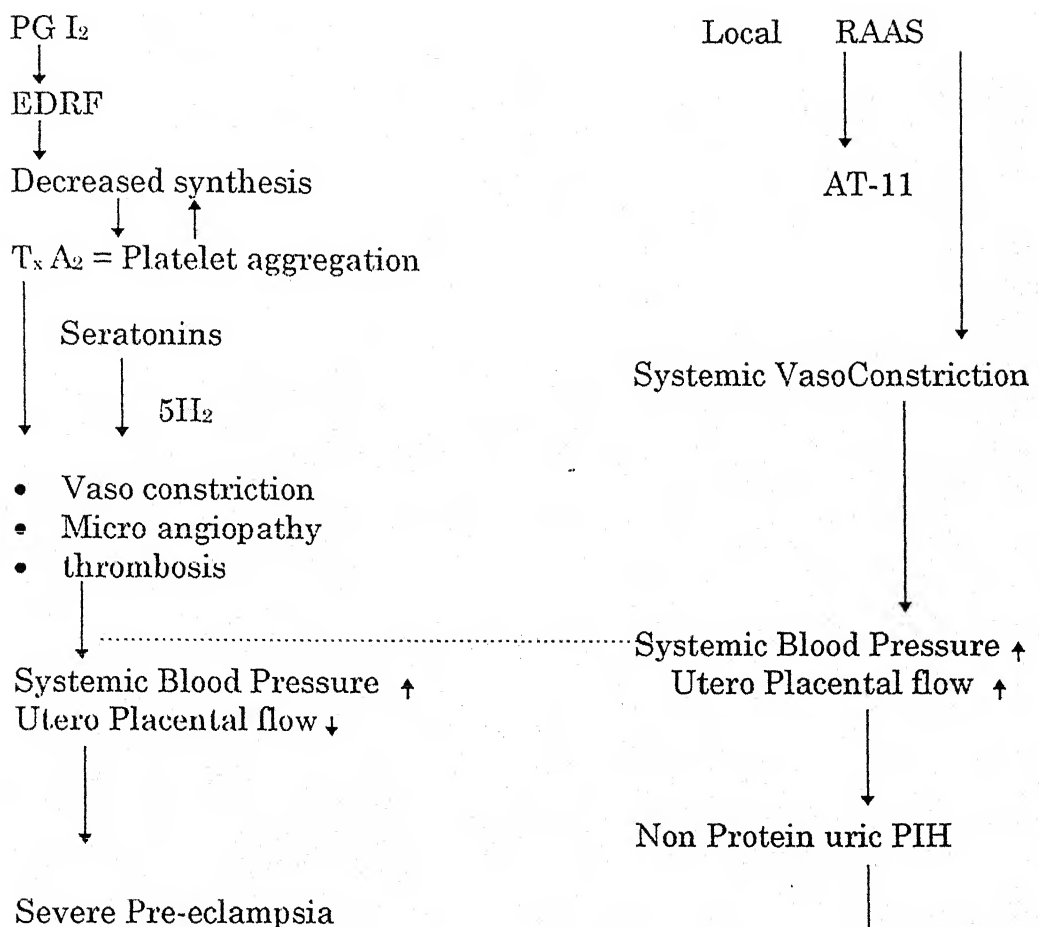 PG I₂
EDRF
Decreased synthesis
Tₓ A₂ = Platelet aggregation
Seratonins
5H₂
• Vaso constriction
• Micro angiopathy
• thrombosis
Systemic Blood Pressure ↑
Utero Placental flow ↓
Severe Pre-eclampsia
Local RAAS
AT-11
Systemic VasoConstriction
Systemic Blood Pressure ↑
Utero Placental flow ↑
Non Protein uric PIH